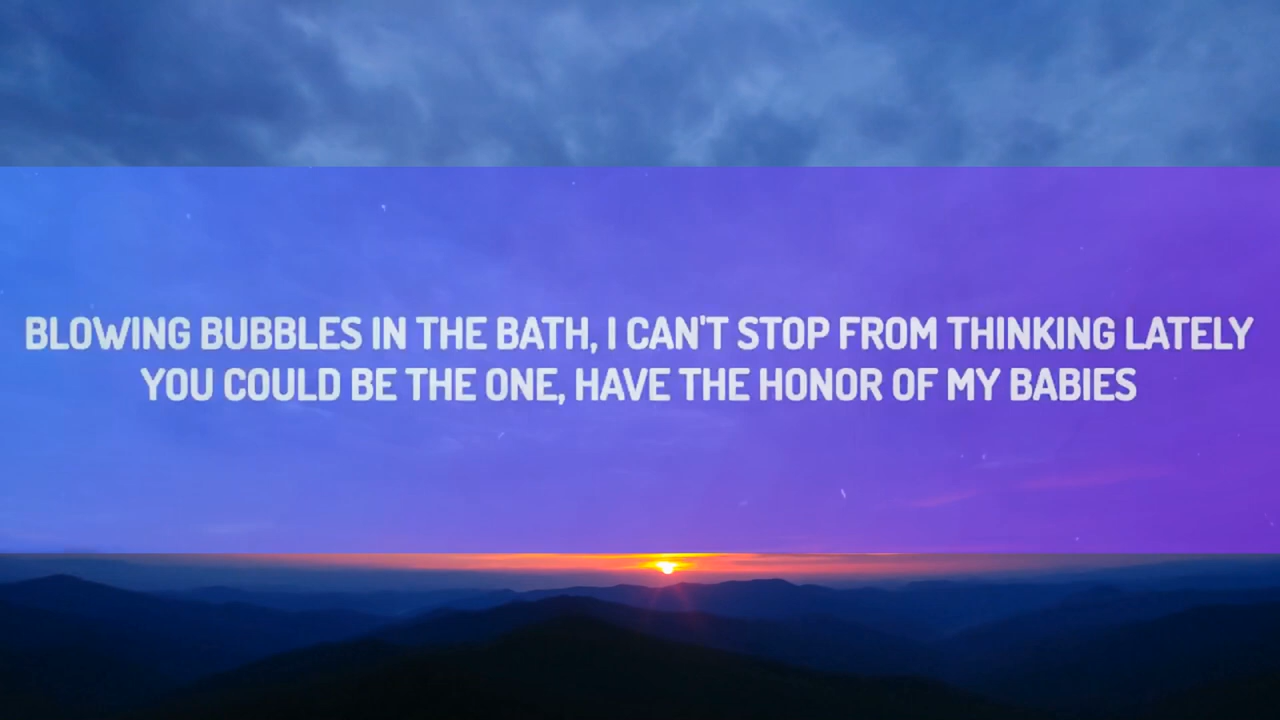 BLOWING BUBBLES IN THE BATH, I CAN'T STOP FROM THINKING LATELY
YOU COULD BE THE ONE, HAVE THE HONOR OF MY BABIES